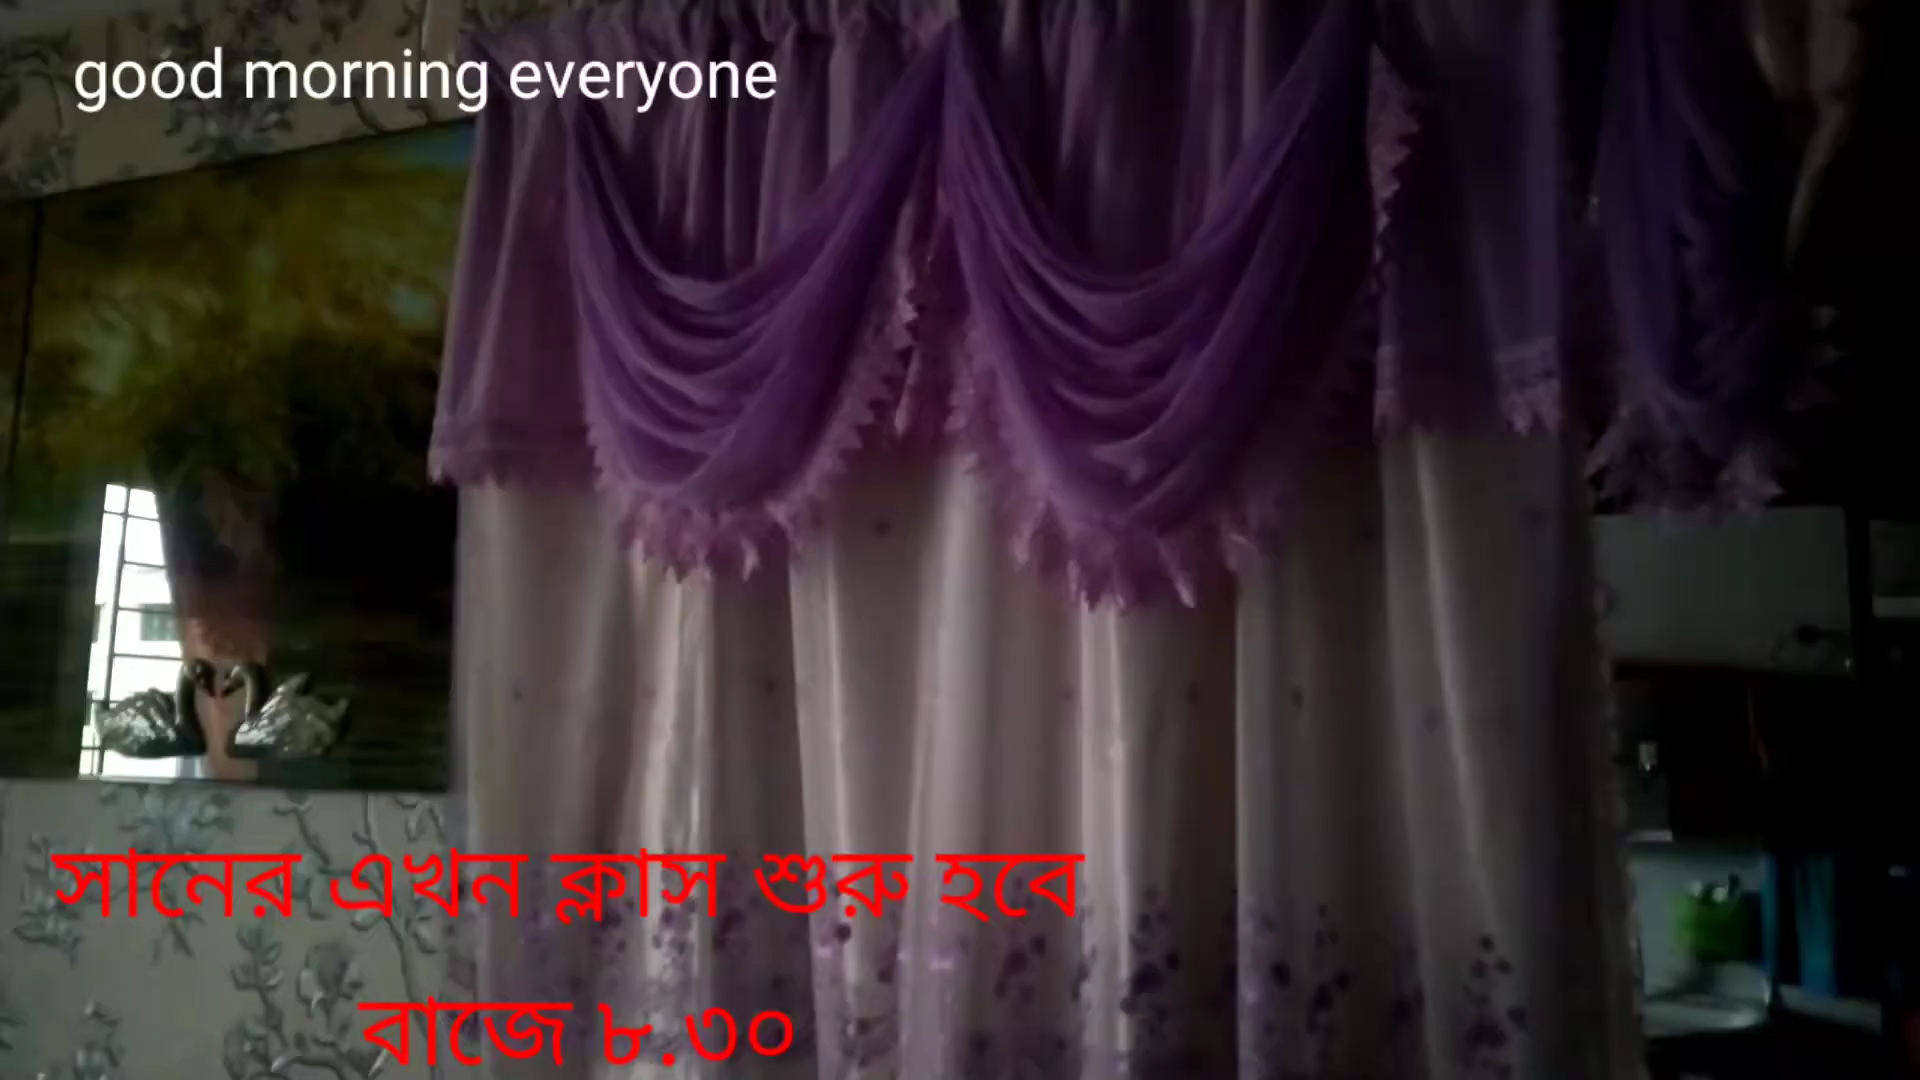 good morning everyone
সানের এখন ক্লাস শুরু হবে
বাজে ৮.৩০